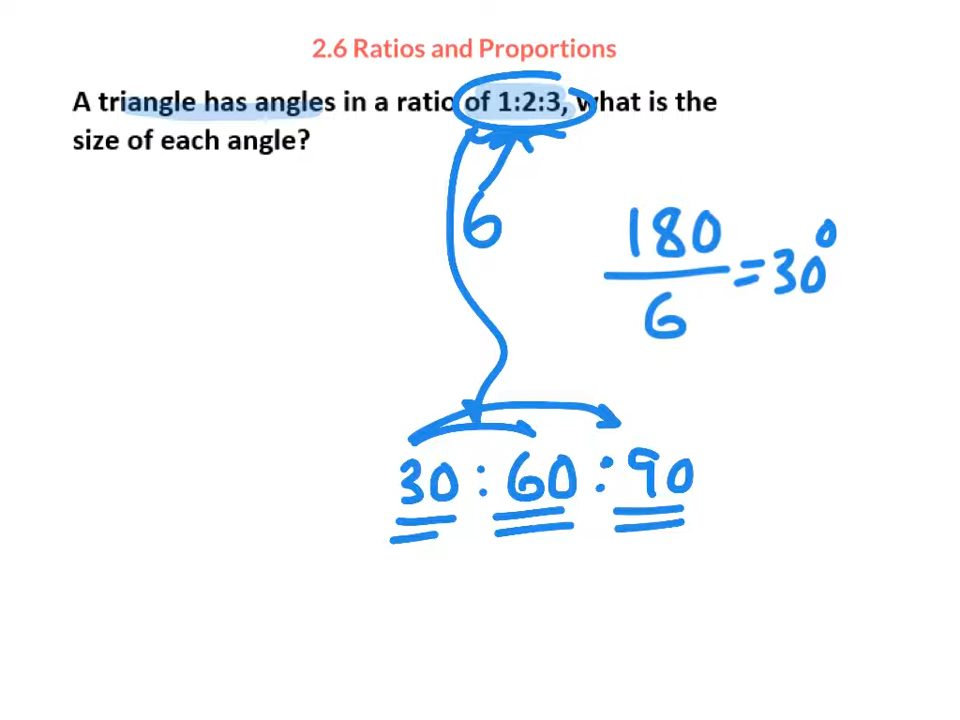 2.6 Ratios and Proportions
A triangle has angles in a ratio of 1:2:3, what is the
size of each angle?
6
180
6
=30⁰
30 : 60 : 90